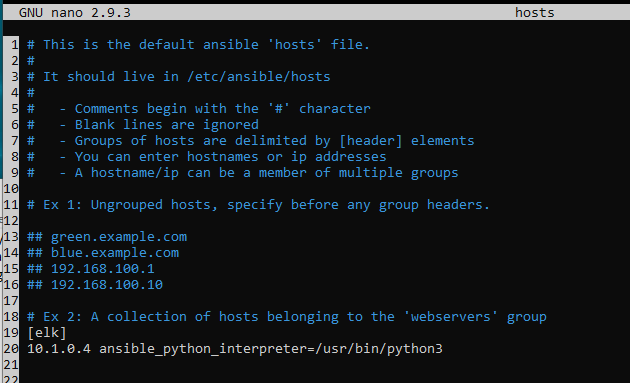 GNU nano 2.9.3 hosts
1 # This is the default ansible 'hosts' file.
2 #
3 # It should live in /etc/ansible/hosts
4 #
5 #   - Comments begin with the '#' character
6 #   - Blank lines are ignored
7 #   - Groups of hosts are delimited by [header] elements
8 #   - You can enter hostnames or ip addresses
9 #   - A hostname/ip can be a member of multiple groups
10
11 # Ex 1: Ungrouped hosts, specify before any group headers.
12
13 ## green.example.com
14 ## blue.example.com
15 ## 192.168.100.1
16 ## 192.168.100.10
17
18 # Ex 2: A collection of hosts belonging to the 'webservers' group
19 [elk]
20 10.1.0.4 ansible_python_interpreter=/usr/bin/python3
21
22